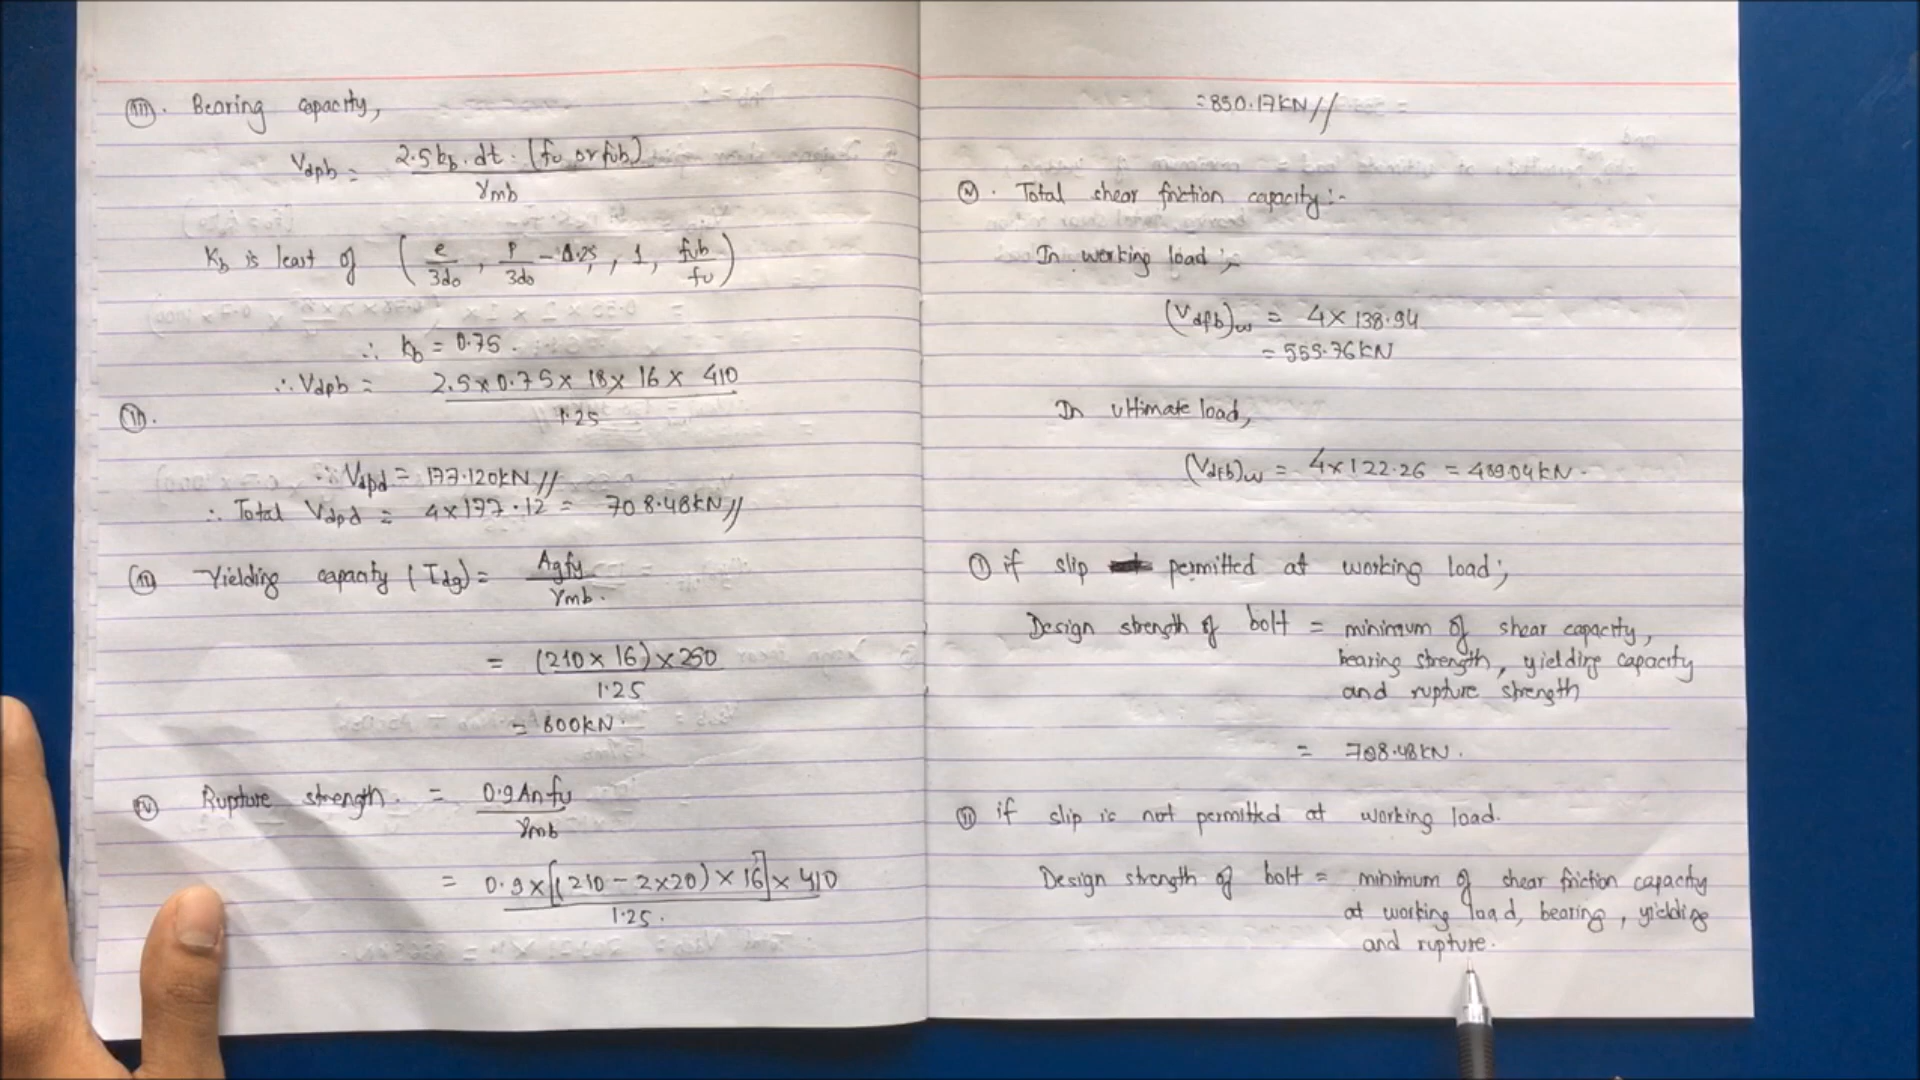 (iii). Bearing capacity,
Vdpb = 2.5kb.dt.(fu or fub) / γmb
Kb is least of (e/3do, p/3do - 0.25, 1, fub/fu)
∴ kb = 0.75.
∴ Vdpb = 2.5×0.75×18×16×410 / 1.25
∴ Vdpd = 177.120kN//
∴ Total Vdpd = 4×177.12 = 708.48kN//
Yielding capacity (Tdg) = Agfy / γmb.
= (210×16)×250 / 1.25
= 600kN.
(iv) Rupture strength. = 0.9Anfu / γmb
= 0.9×[(210-2×20)×16]×410 / 1.25.
=850.17kN//
Total shear friction capacity:-
In working load;
(Vdfb)w = 4×138.94
= 555.76kN
In ultimate load,
(Vdfb)w = 4×122.26 = 489.04kN.
(i) if slip permitted at working load;
Design strength of bolt = minimum of shear capacity,
bearing strength, yielding capacity
and rupture strength
= 708.48kN.
(ii) if slip is not permitted at working load.
Design strength of bolt = minimum of shear friction capacity
at working load, bearing, yielding
and rupture.